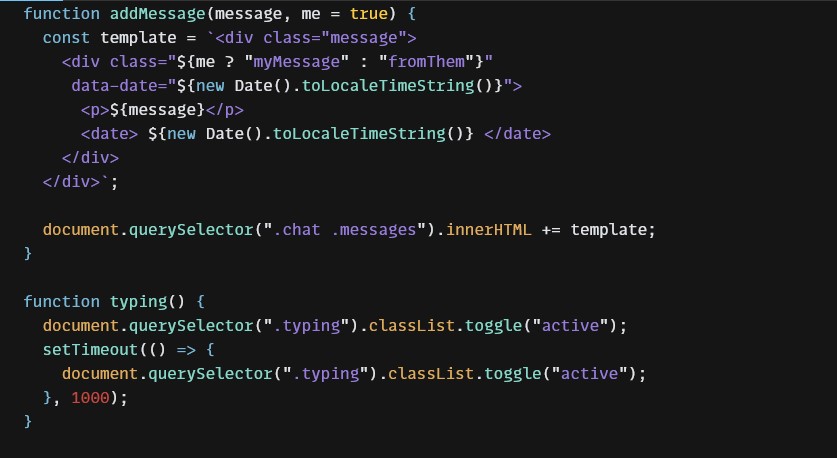 function addMessage(message, me = true) {
  const template = `<div class="message">
    <div class="${me ? "myMessage" : "fromThem"}"
     data-date="${new Date().toLocaleTimeString()}">
      <p>${message}</p>
      <date> ${new Date().toLocaleTimeString()} </date>
    </div>
  </div>`;

  document.querySelector(".chat .messages").innerHTML += template;
}

function typing() {
  document.querySelector(".typing").classList.toggle("active");
  setTimeout(() => {
    document.querySelector(".typing").classList.toggle("active");
  }, 1000);
}